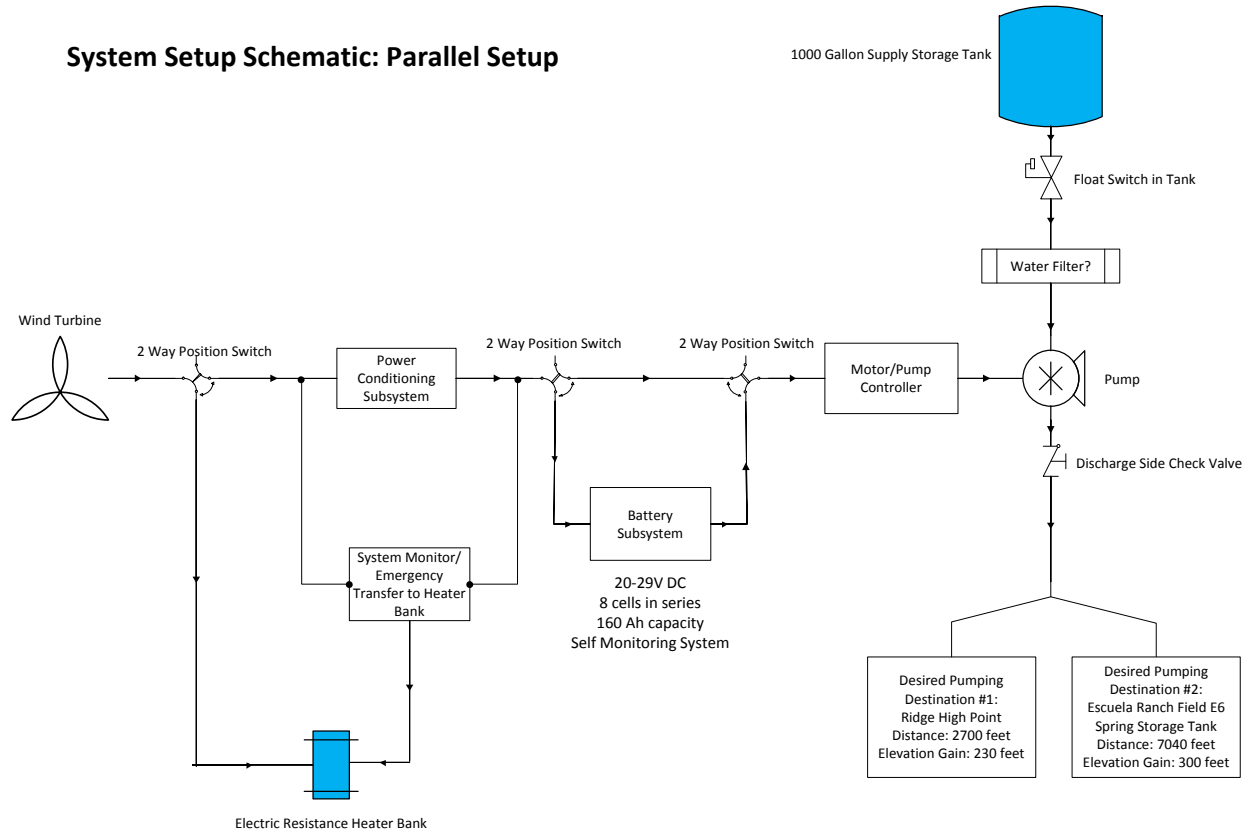 System Setup Schematic: Parallel Setup
1000 Gallon Supply Storage Tank
Float Switch in Tank
Water Filter?
Wind Turbine
2 Way Position Switch
Power
Conditioning
Subsystem
2 Way Position Switch
2 Way Position Switch
Motor/Pump
Controller
Pump
Discharge Side Check Valve
Battery
Subsystem
20-29V DC
8 cells in series
160 Ah capacity
Self Monitoring System
System Monitor/
Emergency
Transfer to Heater
Bank
Electric Resistance Heater Bank
Desired Pumping
Destination #1:
Ridge High Point
Distance: 2700 feet
Elevation Gain: 230 feet
Desired Pumping
Destination #2:
Escuela Ranch Field E6
Spring Storage Tank
Distance: 7040 feet
Elevation Gain: 300 feet